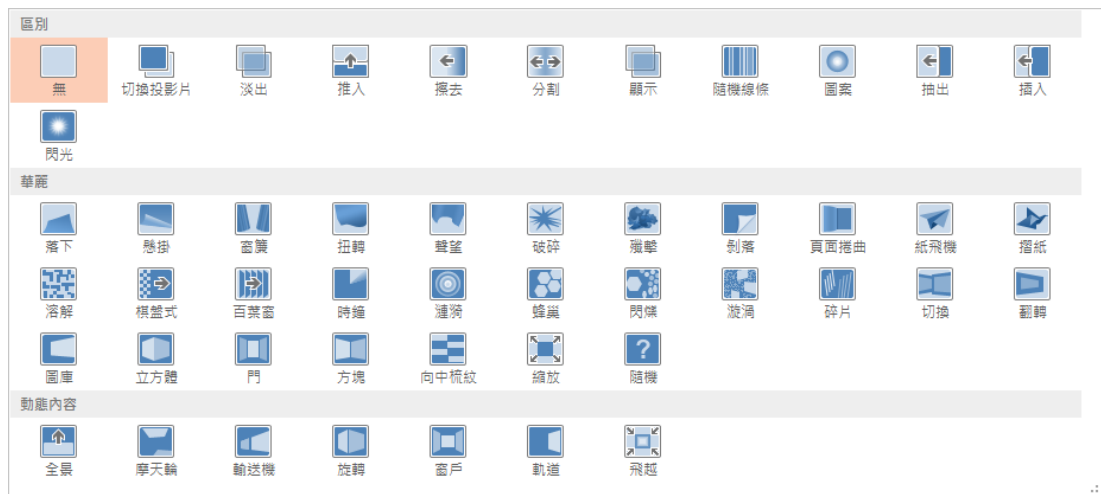 區別
無 切換投影片 淡出 推入 擦去 分割 顯示 隨機線條 圖案 抽出 插入
閃光
華麗
落下 懸掛 窗簾 扭轉 聲望 破碎 殲擊 剝落 頁面捲曲 紙飛機 摺紙
溶解 棋盤式 百葉窗 時鐘 漣漪 蜂巢 閃爍 漩渦 碎片 切換 翻轉
圖庫 立方體 門 方塊 向中梳紋 縮放 隨機
動態內容
全景 摩天輪 輸送機 旋轉 窗戶 軌道 飛越